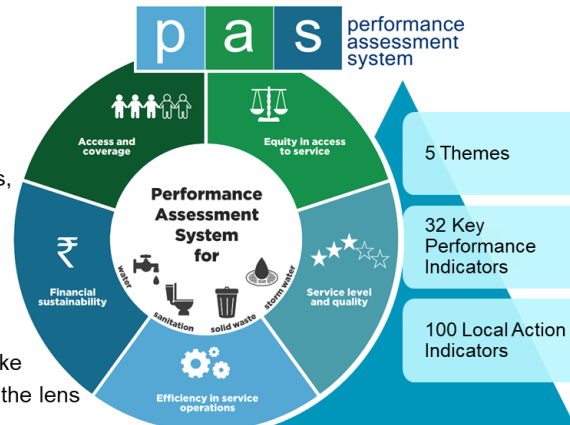 pas
performance
assessment
system
Access and
coverage
Equity in access
to service
5 Themes
s,
Performance
Assessment
System
for
water
sanitation
solid waste
storm water
₹
Financial
sustainability
Service level
and quality
32 Key
Performance
Indicators
100 Local Action
Indicators
ke
the lens
Efficiency in service
operations